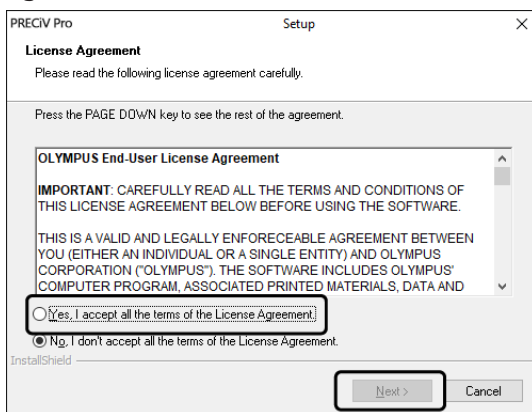 PRECiV Pro
Setup
License Agreement
Please read the following license agreement carefully.
Press the PAGE DOWN key to see the rest of the agreement.
OLYMPUS End-User License Agreement
IMPORTANT: CAREFULLY READ ALL THE TERMS AND CONDITIONS OF
THIS LICENSE AGREEMENT BELOW BEFORE USING THE SOFTWARE.
THIS IS A VALID AND LEGALLY ENFORECEABLE AGREEMENT BETWEEN
YOU (EITHER AN INDIVIDUAL OR A SINGLE ENTITY) AND OLYMPUS
CORPORATION ("OLYMPUS"). THE SOFTWARE INCLUDES OLYMPUS'
COMPUTER PROGRAM, ASSOCIATED PRINTED MATERIALS, DATA AND
Yes, I accept all the terms of the License Agreement.
No, I don't accept all the terms of the License Agreement.
InstallShield
Next >
Cancel